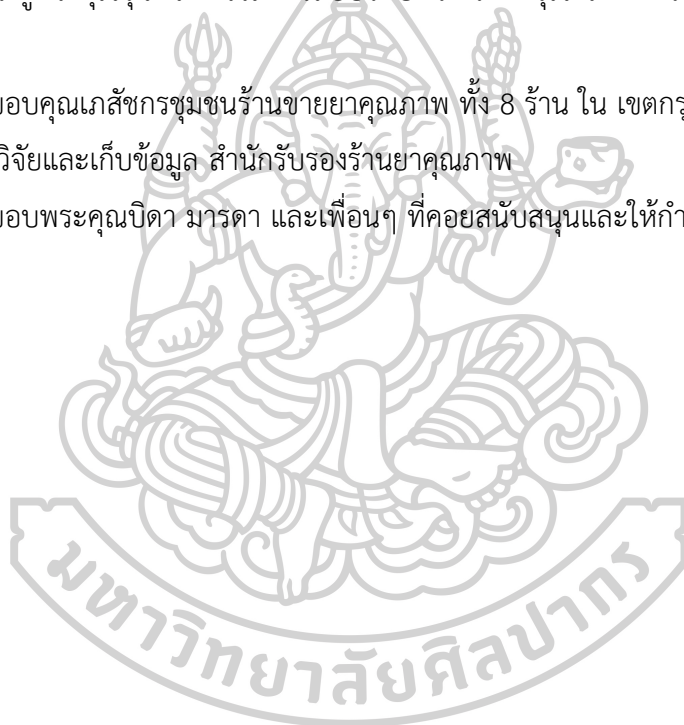 อบคุณเภสัชกรชุมชนร้านขายยาคุณภาพ ทั้ง 8 ร้าน ใน เขตกรุ
วิจัยและเก็บข้อมูล สำนักรับรองร้านยาคุณภาพ
อบพระคุณบิดา มารดา และเพื่อนๆ ที่คอยสนับสนุนและให้กำ
มหาวิทยาลัยศิลปากร